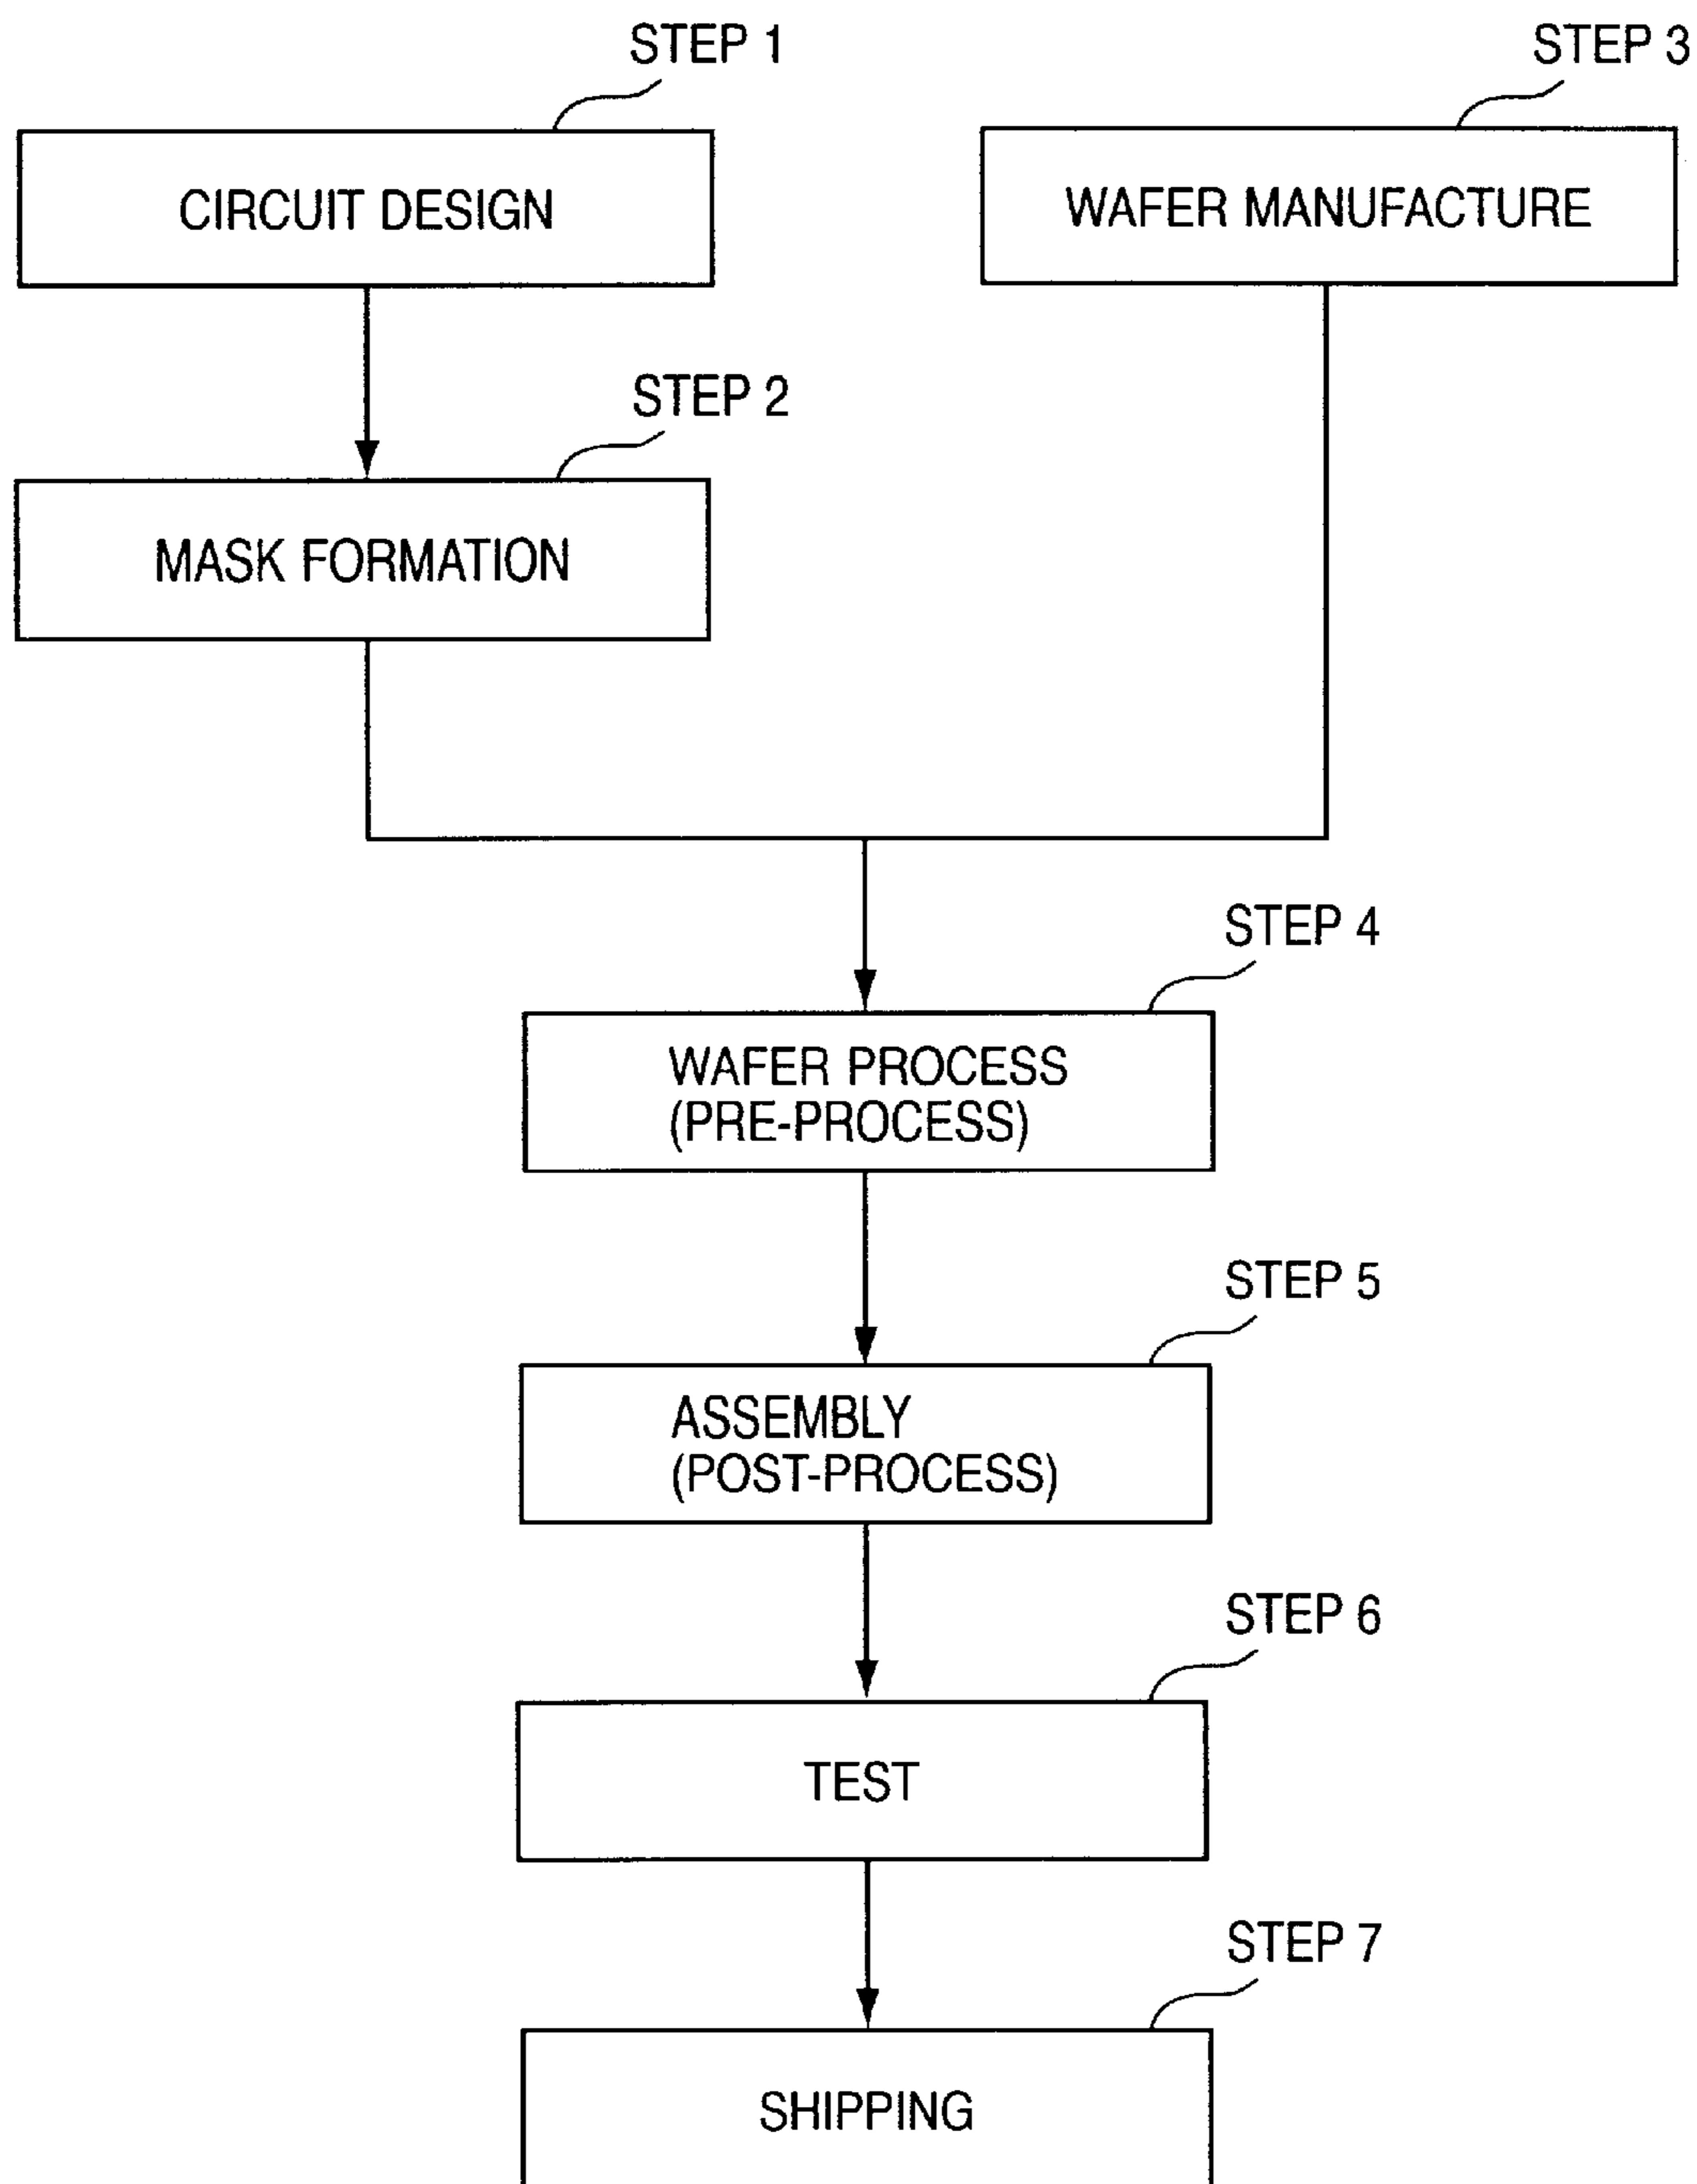 STEP 1
CIRCUIT DESIGN
STEP 2
MASK FORMATION
STEP 3
WAFER MANUFACTURE
STEP 4
WAFER PROCESS
(PRE-PROCESS)
STEP 5
ASSEMBLY
(POST-PROCESS)
STEP 6
TEST
STEP 7
SHIPPING